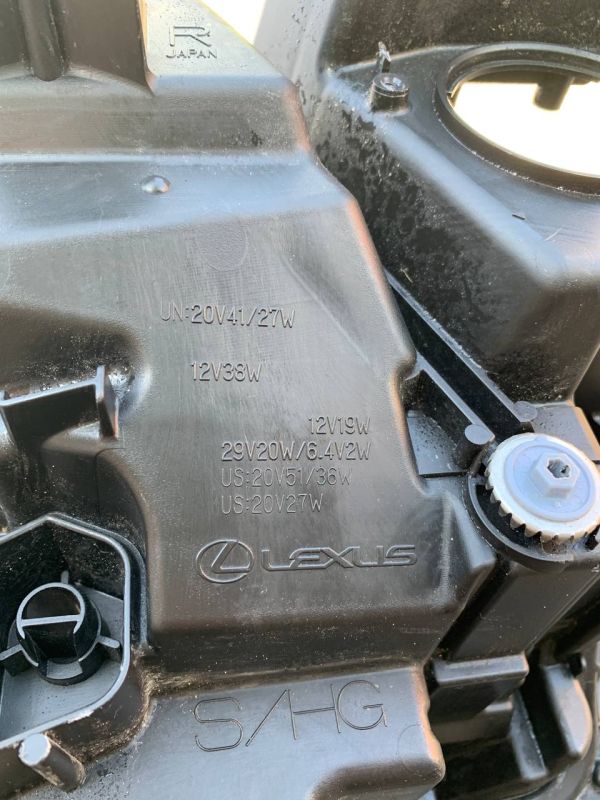 R
JAPAN
UN:20V41/27W
12V38W
12V19W
29V20W/6.4V2W
US:20V51/36W
US:20V27W
LEXUS
S/HG